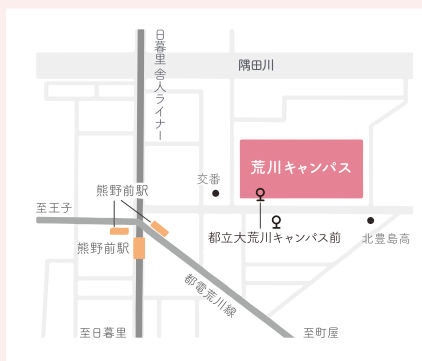 日暮里 舎人ライナー
隅田川
荒川キャンパス
交番
熊野前駅
至王子
都立大荒川キャンパス前
北豊島高
熊野前駅
都電荒川線
至日暮里
至町屋